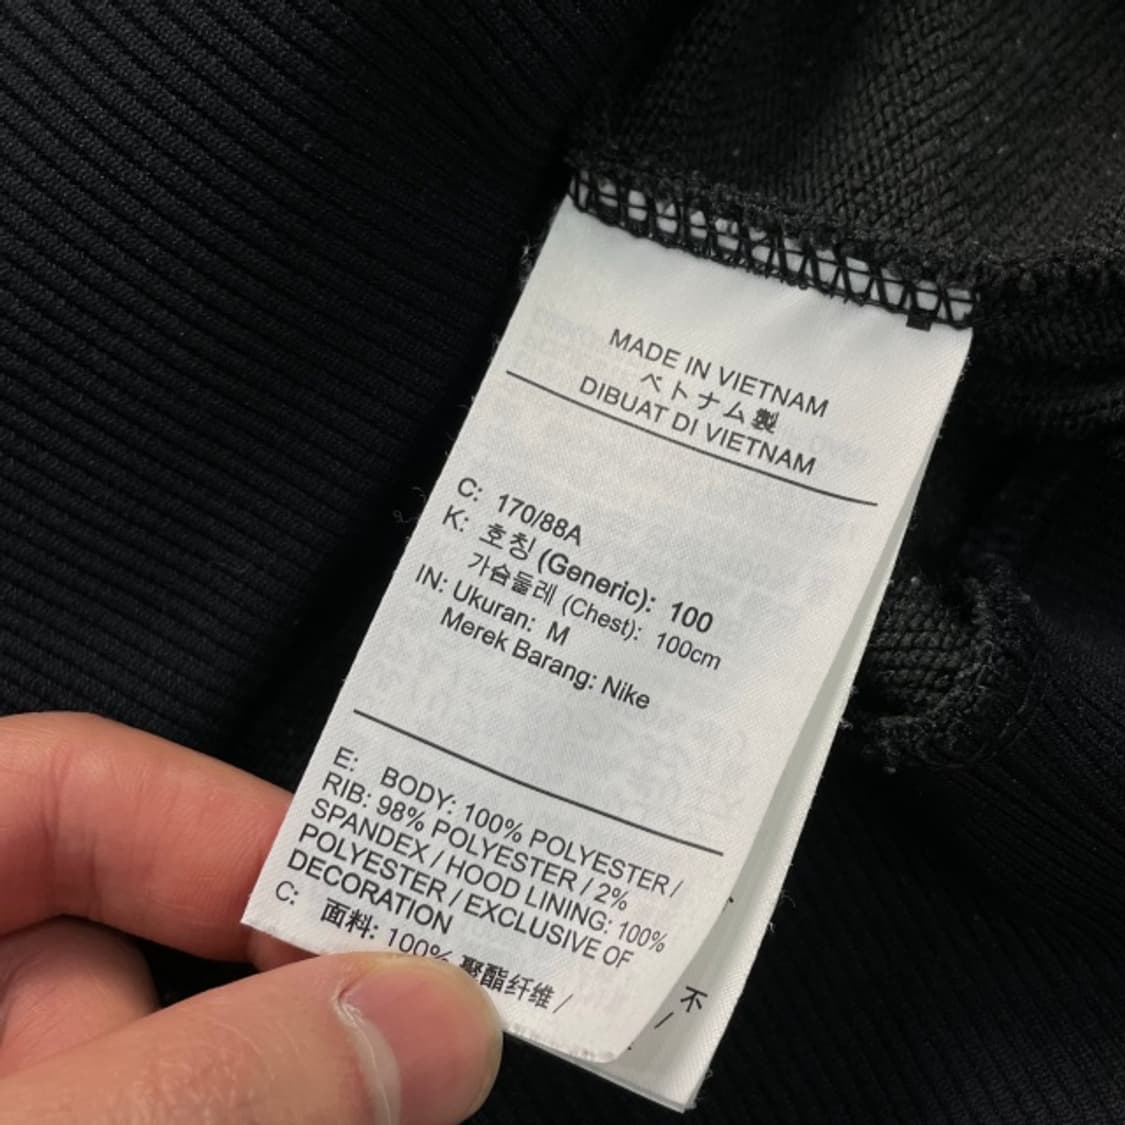 MADE IN VIETNAM
ベトナム製
DIBUAT DI VIETNAM
C: 170/88A
K: 호칭 (Generic): 100
가슴둘레 (Chest): 100cm
IN: Ukuran: M
Merek Barang: Nike
E: BODY: 100% POLYESTER /
RIB: 98% POLYESTER / 2%
SPANDEX / HOOD LINING: 100%
POLYESTER / EXCLUSIVE OF
DECORATION
C: 面料: 100% 聚酯纤维 /
不
/